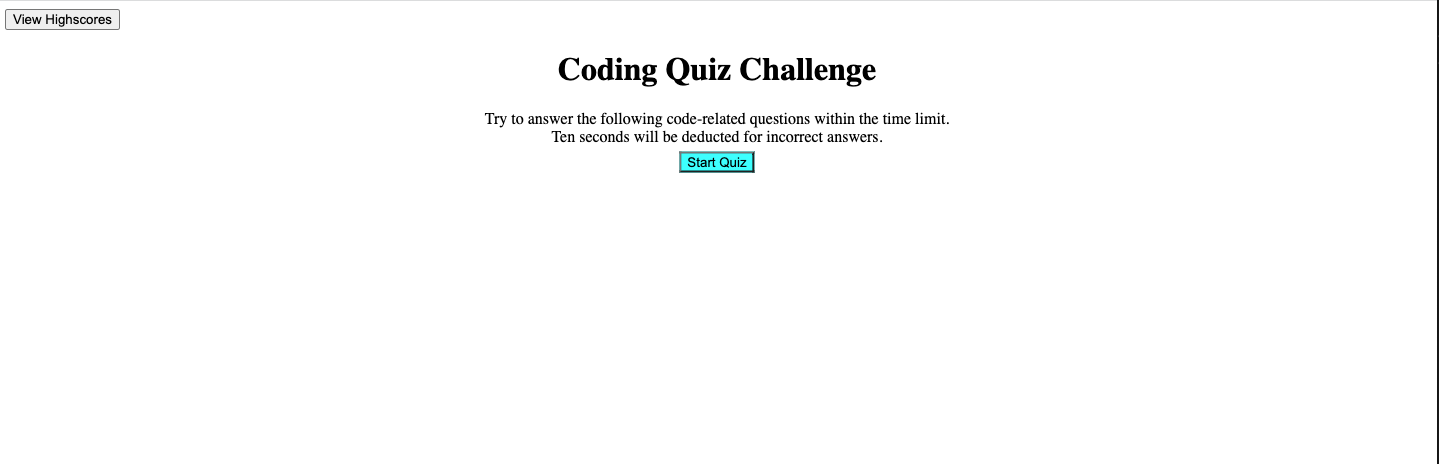 View Highscores
Coding Quiz Challenge
Try to answer the following code-related questions within the time limit.
Ten seconds will be deducted for incorrect answers.
Start Quiz